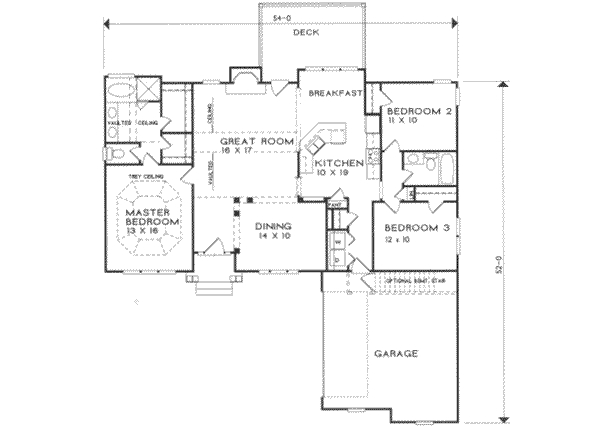 54-0
DECK
BREAKFAST
BEDROOM 2
11 X 10
VAULTED CEILING
CEILING
VAULTED
GREAT ROOM
16 X 17
KITCHEN
10 X 19
TREY CEILING
MASTER
BEDROOM
13 X 16
DINING
14 X 10
PANT
LIN
W
D
BEDROOM 3
12 x 10
OPTIONAL BSMT. STAIR
GARAGE
52-0